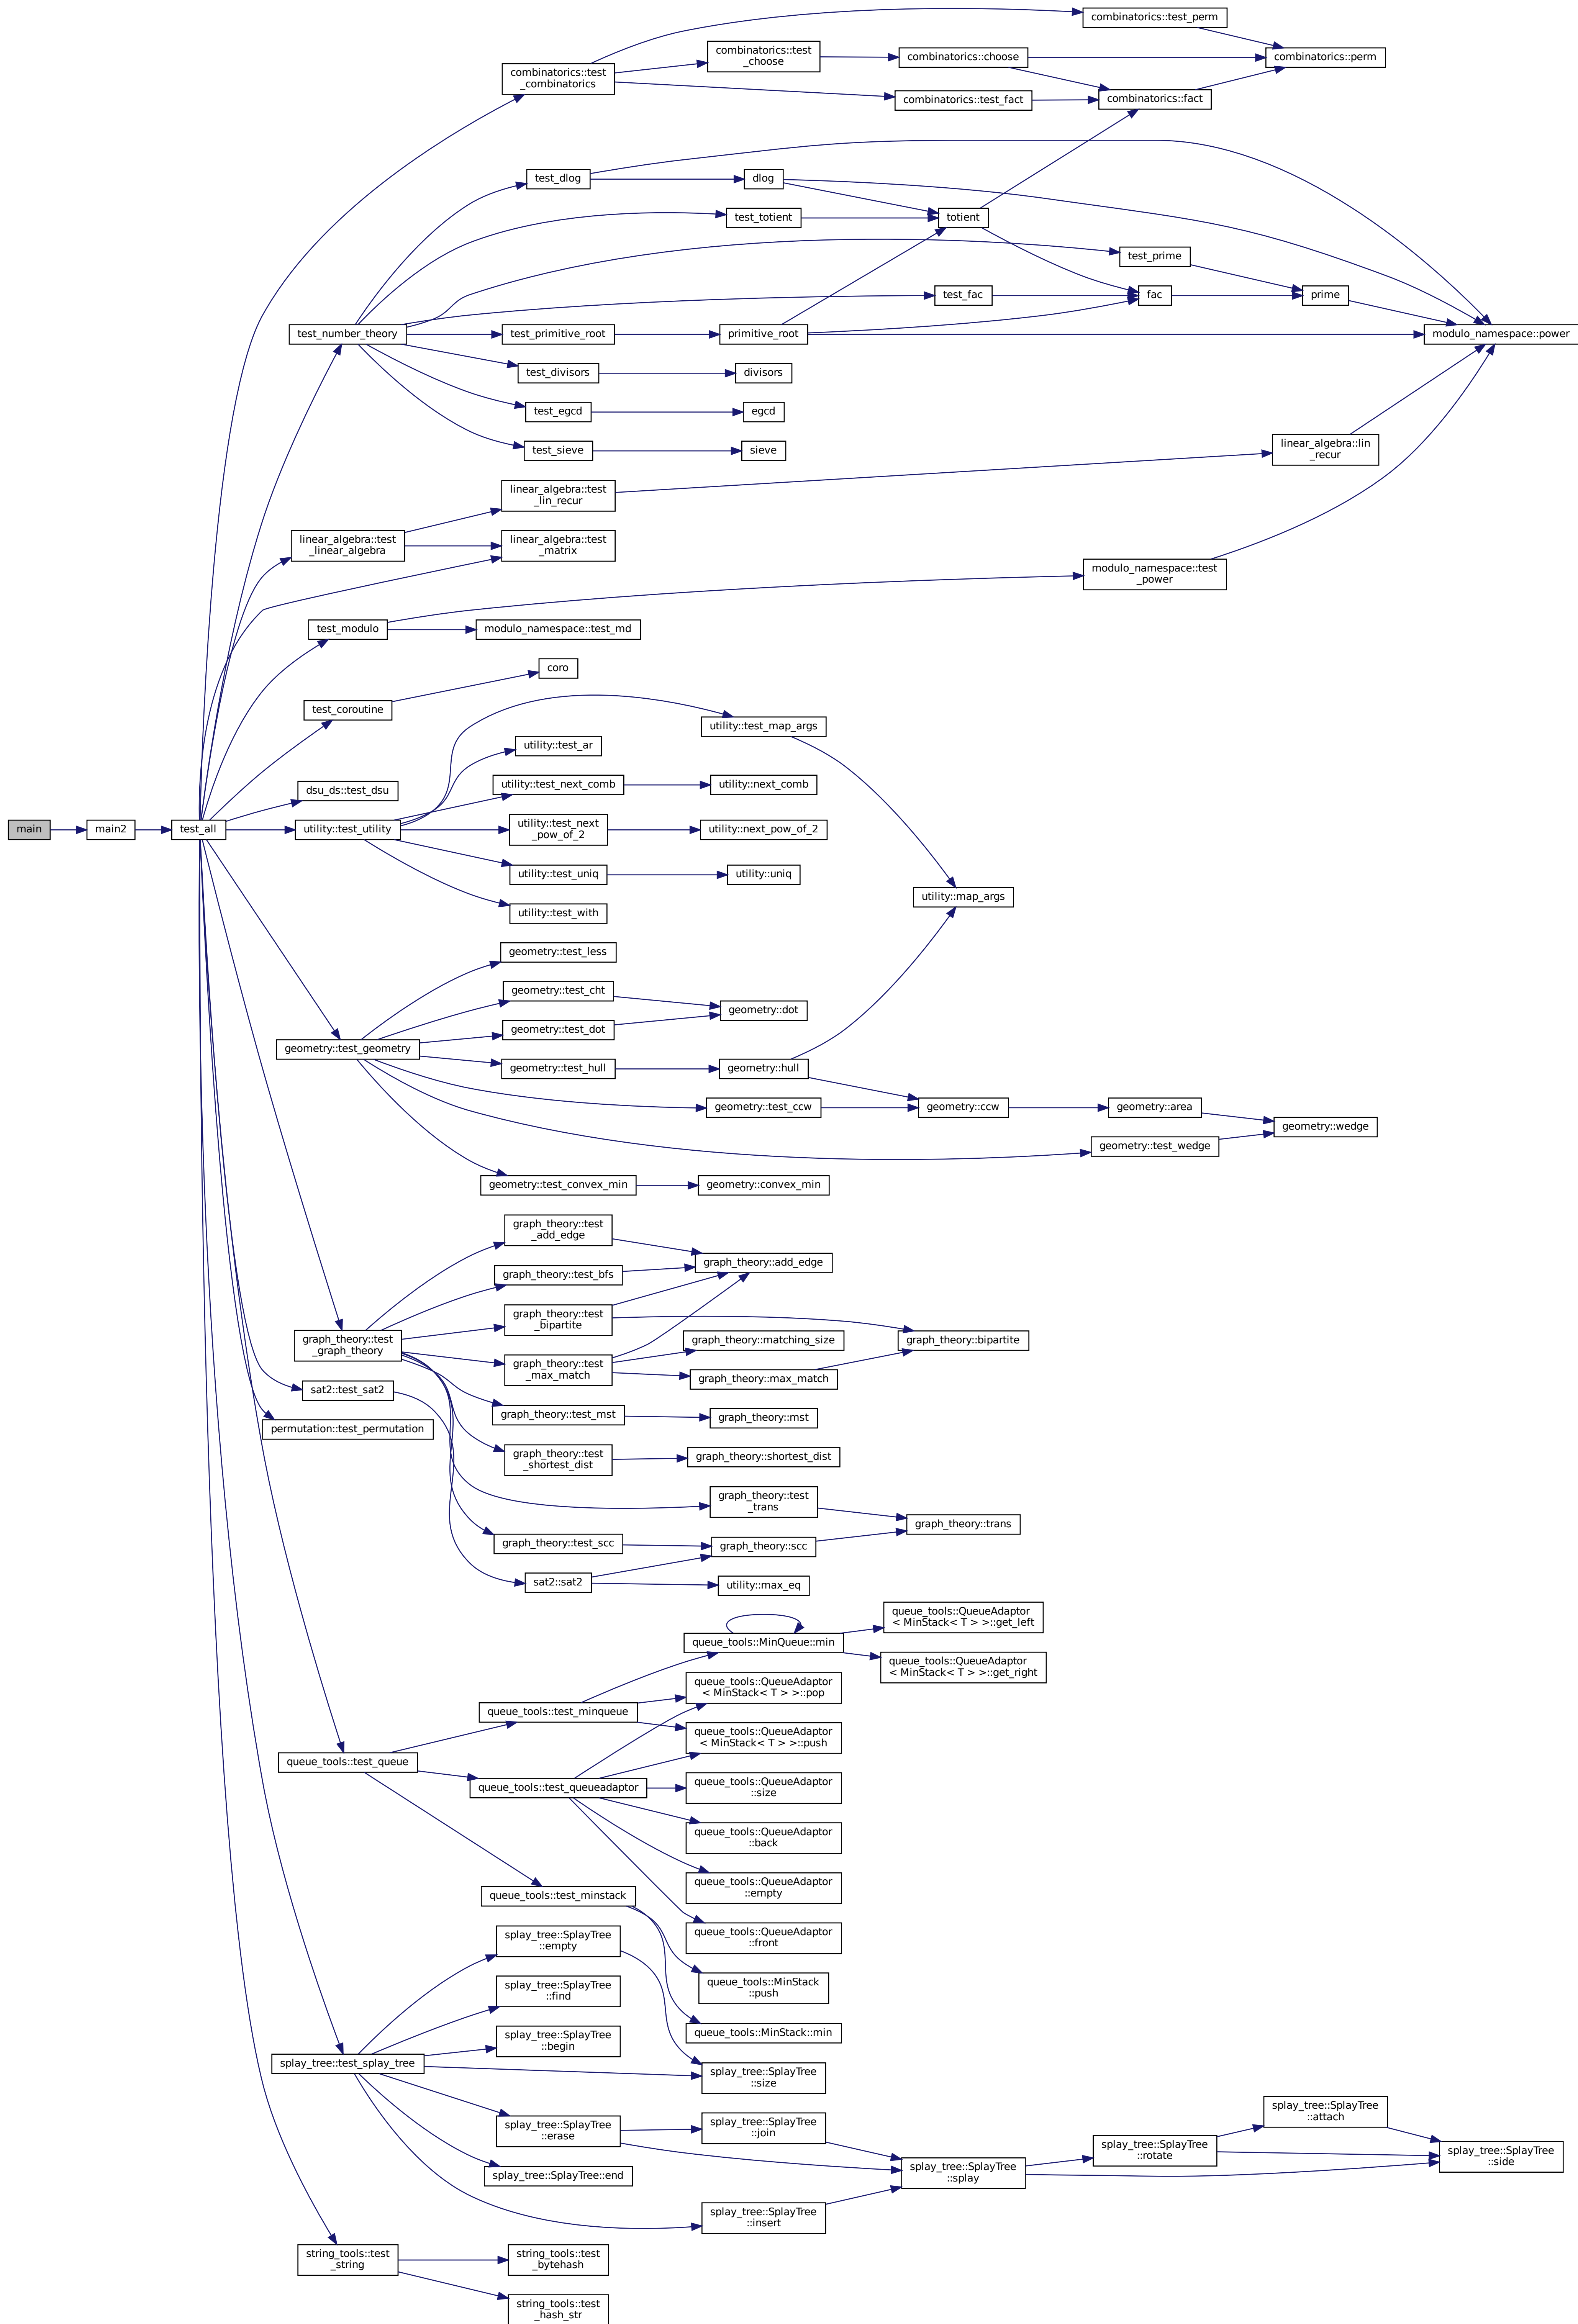 combinatorics::test_perm
combinatorics::test
_choose
combinatorics::choose
combinatorics::perm
combinatorics::test
_combinatorics
combinatorics::test_fact
combinatorics::fact
test_dlog
dlog
test_totient
totient
test_prime
test_fac
fac
prime
test_number_theory
test_primitive_root
primitive_root
modulo_namespace::power
test_divisors
divisors
test_egcd
egcd
test_sieve
sieve
linear_algebra::lin
_recur
linear_algebra::test
_lin_recur
linear_algebra::test
_linear_algebra
linear_algebra::test
_matrix
modulo_namespace::test
_power
test_modulo
modulo_namespace::test_md
coro
test_coroutine
utility::test_map_args
utility::test_ar
dsu_ds::test_dsu
utility::test_next_comb
utility::next_comb
main
main2
test_all
utility::test_utility
utility::test_next
_pow_of_2
utility::next_pow_of_2
utility::test_uniq
utility::uniq
utility::map_args
utility::test_with
geometry::test_less
geometry::test_cht
geometry::dot
geometry::test_dot
geometry::test_geometry
geometry::test_hull
geometry::hull
geometry::test_ccw
geometry::ccw
geometry::area
geometry::wedge
geometry::test_wedge
geometry::test_convex_min
geometry::convex_min
graph_theory::test
_add_edge
graph_theory::add_edge
graph_theory::test_bfs
graph_theory::test
_bipartite
graph_theory::test
_graph_theory
graph_theory::matching_size
graph_theory::bipartite
graph_theory::test
_max_match
graph_theory::max_match
sat2::test_sat2
graph_theory::test_mst
graph_theory::mst
permutation::test_permutation
graph_theory::test
_shortest_dist
graph_theory::shortest_dist
graph_theory::test
_trans
graph_theory::trans
graph_theory::test_scc
graph_theory::scc
sat2::sat2
utility::max_eq
queue_tools::QueueAdaptor
< MinStack< T > >::get_left
queue_tools::MinQueue::min
queue_tools::QueueAdaptor
< MinStack< T > >::get_right
queue_tools::QueueAdaptor
< MinStack< T > >::pop
queue_tools::test_minqueue
queue_tools::QueueAdaptor
< MinStack< T > >::push
queue_tools::test_queue
queue_tools::test_queueadaptor
queue_tools::QueueAdaptor
::size
queue_tools::QueueAdaptor
::back
queue_tools::QueueAdaptor
::empty
queue_tools::test_minstack
queue_tools::QueueAdaptor
::front
splay_tree::SplayTree
::empty
queue_tools::MinStack
::push
splay_tree::SplayTree
::find
queue_tools::MinStack::min
splay_tree::SplayTree
::begin
splay_tree::test_splay_tree
splay_tree::SplayTree
::size
splay_tree::SplayTree
::attach
splay_tree::SplayTree
::erase
splay_tree::SplayTree
::join
splay_tree::SplayTree
::rotate
splay_tree::SplayTree
::side
splay_tree::SplayTree::end
splay_tree::SplayTree
::splay
splay_tree::SplayTree
::insert
string_tools::test
_string
string_tools::test
_bytehash
string_tools::test
_hash_str